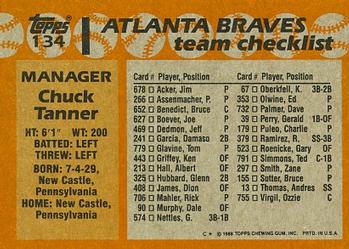 Topps
134
ATLANTA BRAVES
team checklist
MANAGER
Chuck
Tanner
HT: 6'1" WT: 200
BATTED: LEFT
THREW: LEFT
BORN: 7-4-29,
New Castle,
Pennsylvania
HOME: New Castle,
Pennsylvania
Card # Player, Position
678 Acker, Jim P
266 Assenmacher, P. P
652 Benedict, Bruce C
627 Boever, Joe P
469 Dedmon, Jeff P
241 Garcia, Damaso 2B
779 Glavine, Tom P
443 Griffey, Ken OF
213 Hall, Albert OF
325 Hubbard, Glenn 2B
408 James, Dion OF
706 Mahler, Rick P
90 Murphy, Dale OF
574 Nettles, G. 3B-1B
Card # Player, Position
67 Oberkfell, K. 3B-2B
353 Olwine, Ed P
732 Palmer, Dave P
39 Perry, Gerald 1B-OF
179 Puleo, Charlie P
379 Ramirez, R. SS-3B
523 Roenicke, Gary OF
791 Simmons, Ted C-1B
297 Smith, Zane P
155 Sutter, Bruce P
13 Thomas, Andres SS
755 Virgil, Ozzie C
C* © 1988 TOPPS CHEWING GUM, INC. PRTD. IN U.S.A.